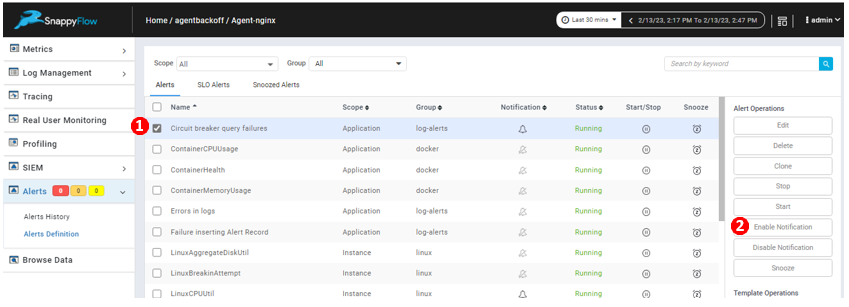 SnappyFlow
Home / agentbackoff / Agent-nginx
Last 30 mins
2/13/23, 2:17 PM To 2/13/23, 2:47 PM
admin
Metrics
Log Management
Tracing
Real User Monitoring
Profiling
SIEM
Alerts 0 0 0
Alerts History
Alerts Definition
Browse Data
Scope All Group All Search by keyword
Alerts SLO Alerts Snoozed Alerts
Name Scope Group Notification Status Start/Stop Snooze
1 Circuit breaker query failures Application log-alerts Running
ContainerCPUUsage Application docker Running
ContainerHealth Application docker Running
ContainerMemoryUsage Application docker Running
Errors in logs Application log-alerts Running
Failure inserting Alert Record Application log-alerts Running
LinuxAggregateDiskUtil Instance linux Running
LinuxBreakinAttempt Instance linux Running
LinuxCPUUtil Instance linux Running
Alert Operations
Edit
Delete
Clone
Stop
Start
2 Enable Notification
Disable Notification
Snooze
Template Operations